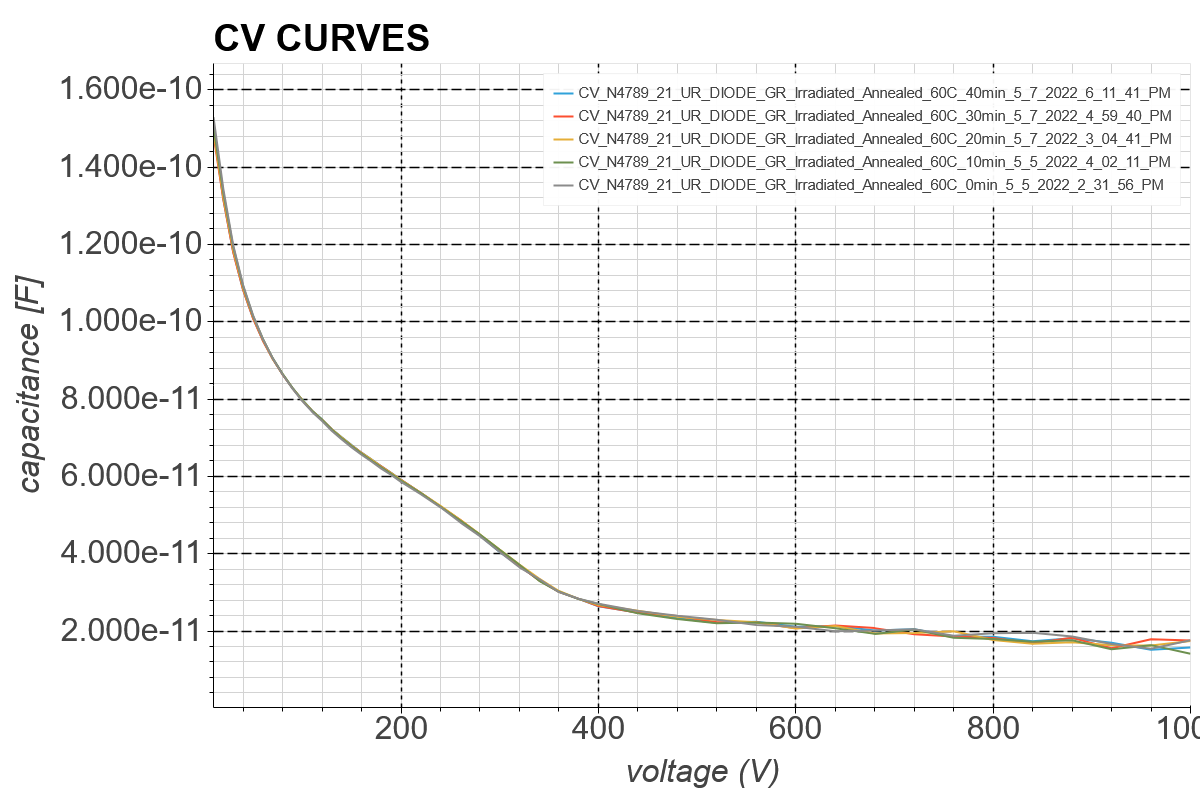 CV CURVES
1.600e-10
1.400e-10
1.200e-10
1.000e-10
8.000e-11
6.000e-11
4.000e-11
2.000e-11
capacitance [F]
CV_N4789_21_UR_DIODE_GR_Irradiated_Annealed_60C_40min_5_7_2022_6_11_41_PM
CV_N4789_21_UR_DIODE_GR_Irradiated_Annealed_60C_30min_5_7_2022_4_59_40_PM
CV_N4789_21_UR_DIODE_GR_Irradiated_Annealed_60C_20min_5_7_2022_3_04_41_PM
CV_N4789_21_UR_DIODE_GR_Irradiated_Annealed_60C_10min_5_5_2022_4_02_11_PM
CV_N4789_21_UR_DIODE_GR_Irradiated_Annealed_60C_0min_5_5_2022_2_31_56_PM
200 400 600 800
voltage (V)